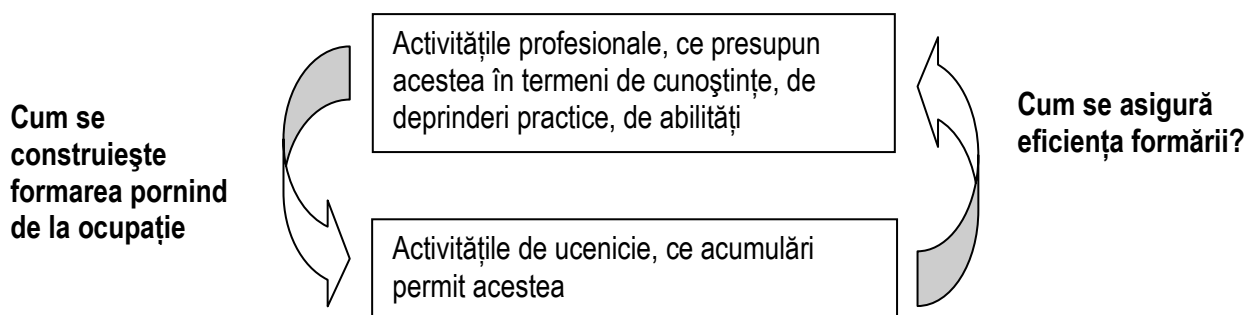 Cum se
construieşte
formarea pornind
de la ocupație
Activitățile profesionale, ce presupun
acestea în termeni de cunoştințe, de
deprinderi practice, de abilități
Activitățile de ucenicie, ce acumulări
permit acestea
Cum se asigură
eficiența formării?